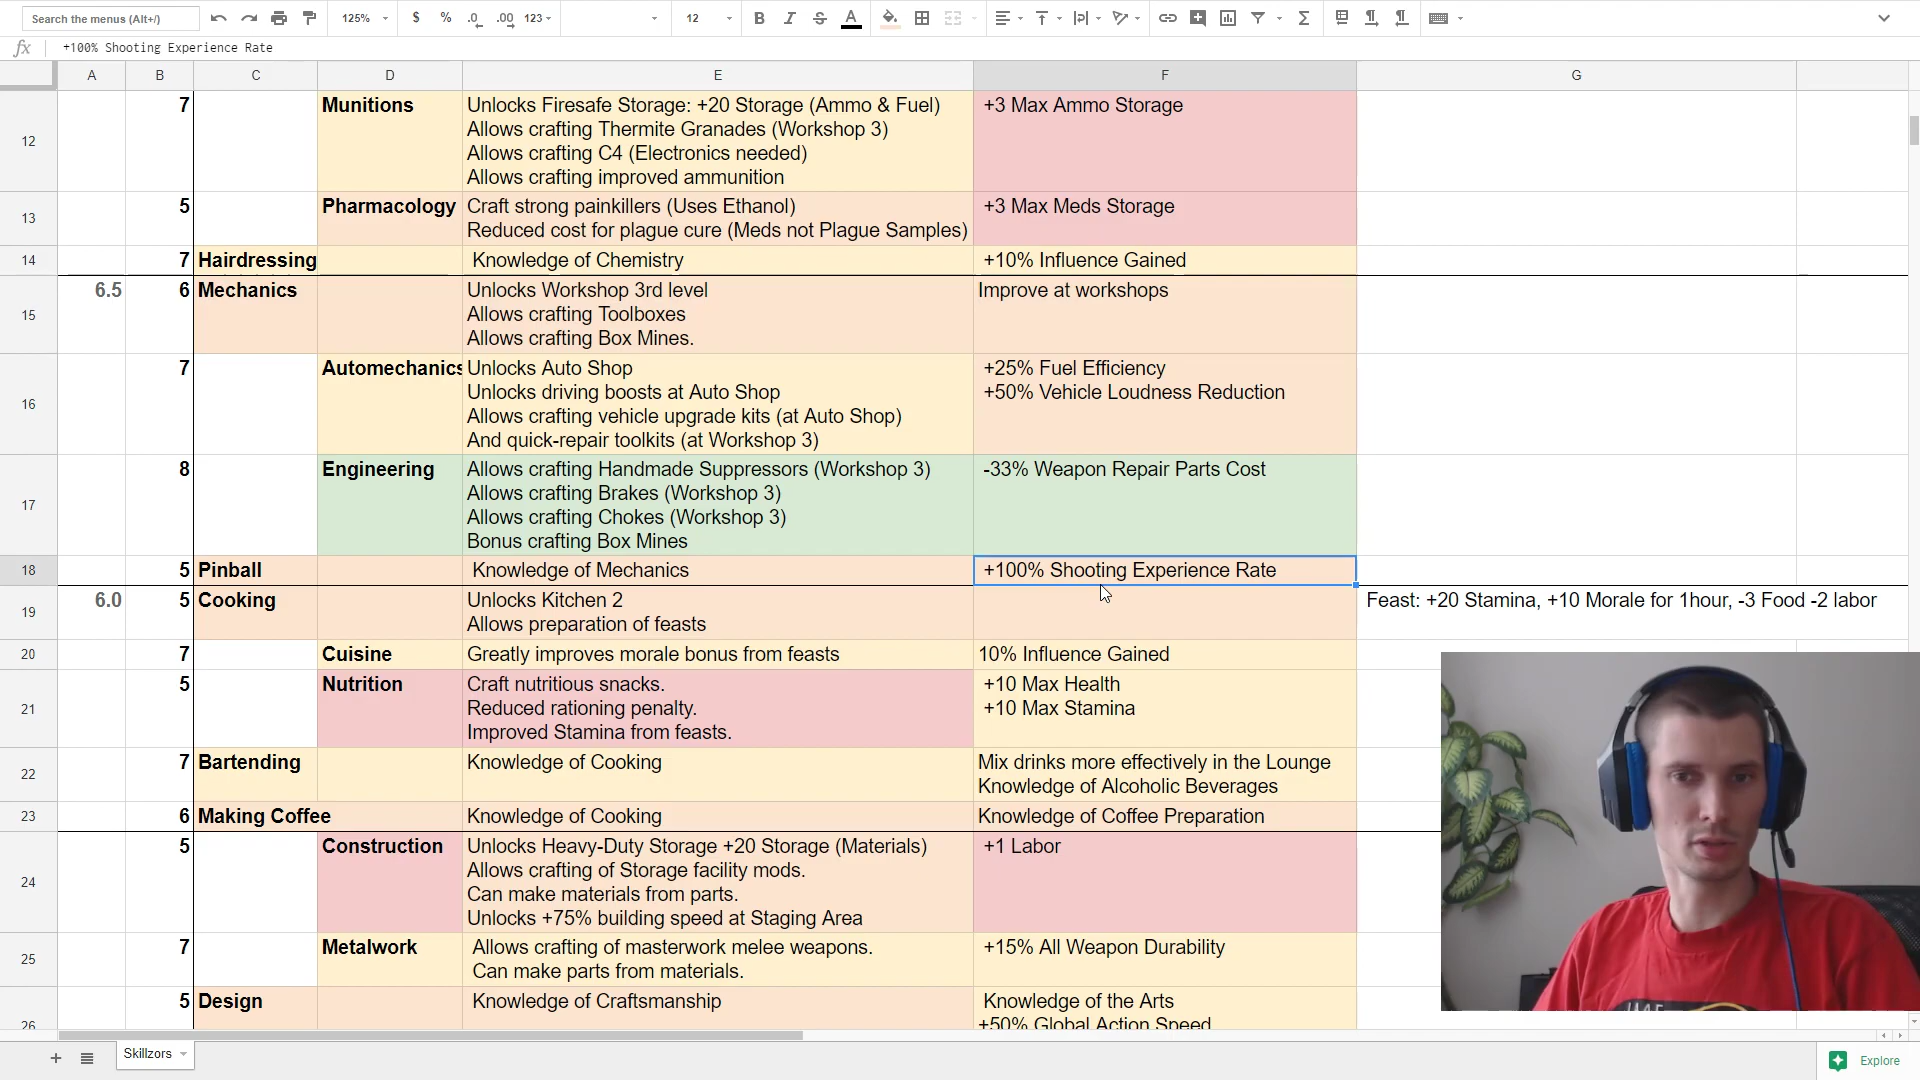 Search the menus (Alt+/)
125%
$
%
.0
.00
123
12
B
I
S
A
fx
+100% Shooting Experience Rate
A
B
C
D
E
F
G
12
7
Munitions
Unlocks Firesafe Storage: +20 Storage (Ammo & Fuel)
Allows crafting Thermite Granades (Workshop 3)
Allows crafting C4 (Electronics needed)
Allows crafting improved ammunition
+3 Max Ammo Storage
13
5
Pharmacology
Craft strong painkillers (Uses Ethanol)
Reduced cost for plague cure (Meds not Plague Samples)
+3 Max Meds Storage
14
7
Hairdressing
Knowledge of Chemistry
+10% Influence Gained
15
6.5
6
Mechanics
Unlocks Workshop 3rd level
Allows crafting Toolboxes
Allows crafting Box Mines.
Improve at workshops
16
7
Automechanics
Unlocks Auto Shop
Unlocks driving boosts at Auto Shop
Allows crafting vehicle upgrade kits (at Auto Shop)
And quick-repair toolkits (at Workshop 3)
+25% Fuel Efficiency
+50% Vehicle Loudness Reduction
17
8
Engineering
Allows crafting Handmade Suppressors (Workshop 3)
Allows crafting Brakes (Workshop 3)
Allows crafting Chokes (Workshop 3)
Bonus crafting Box Mines
-33% Weapon Repair Parts Cost
18
5
Pinball
Knowledge of Mechanics
+100% Shooting Experience Rate
19
6.0
5
Cooking
Unlocks Kitchen 2
Allows preparation of feasts
Feast: +20 Stamina, +10 Morale for 1hour, -3 Food -2 labor
20
7
Cuisine
Greatly improves morale bonus from feasts
10% Influence Gained
21
5
Nutrition
Craft nutritious snacks.
Reduced rationing penalty.
Improved Stamina from feasts.
+10 Max Health
+10 Max Stamina
22
7
Bartending
Knowledge of Cooking
Mix drinks more effectively in the Lounge
Knowledge of Alcoholic Beverages
23
6
Making Coffee
Knowledge of Cooking
Knowledge of Coffee Preparation
24
5
Construction
Unlocks Heavy-Duty Storage +20 Storage (Materials)
Allows crafting of Storage facility mods.
Can make materials from parts.
Unlocks +75% building speed at Staging Area
+1 Labor
25
7
Metalwork
Allows crafting of masterwork melee weapons.
Can make parts from materials.
+15% All Weapon Durability
26
5
Design
Knowledge of Craftsmanship
Knowledge of the Arts
+50% Global Action Speed
Skillzors
Explore